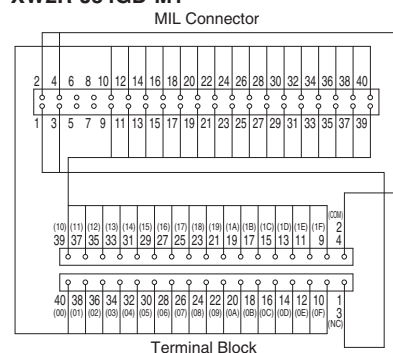 XW2R-J34GD-M1
MIL Connector
2 4 6 8 10 12 14 16 18 20 22 24 26 28 30 32 34 36 38 40
1 3 5 7 9 11 13 15 17 19 21 23 25 27 29 31 33 35 37 39
(10) (11) (12) (13) (14) (15) (16) (17) (18) (19) (1A) (1B) (1C) (1D) (1E) (1F) (COM)
39 37 35 33 31 29 27 25 23 21 19 17 15 13 11 9 2
4
40 38 36 34 32 30 28 26 24 22 20 18 16 14 12 10 1
(00) (01) (02) (03) (04) (05) (06) (07) (08) (09) (0A) (0B) (0C) (0D) (0E) (0F) 3
(NC)
Terminal Block